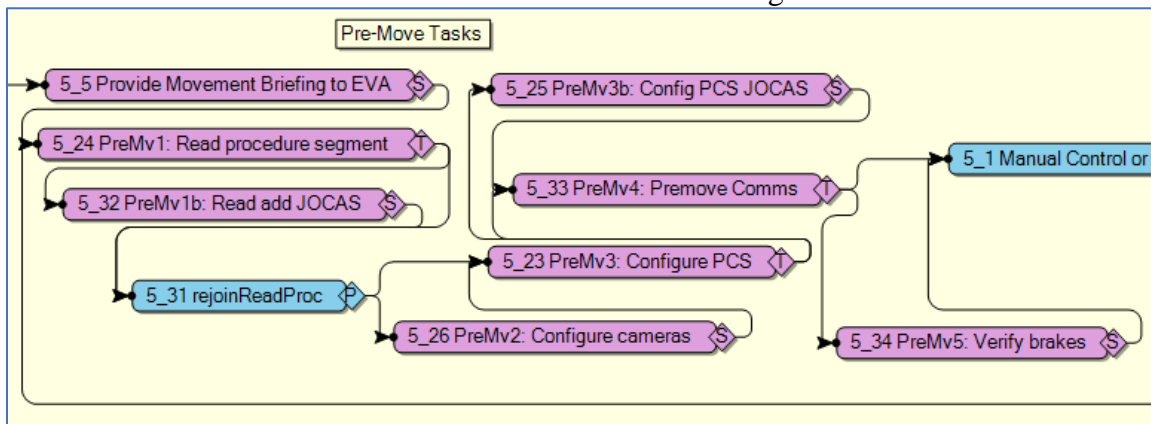 Pre-Move Tasks
5_5 Provide Movement Briefing to EVA S
5_24 PreMv1: Read procedure segment T
5_32 PreMv1b: Read add JOCAS S
5_31 rejoinReadProc P
5_25 PreMv3b: Config PCS JOCAS S
5_33 PreMv4: Premove Comms T
5_23 PreMv3: Configure PCS T
5_26 PreMv2: Configure cameras S
5_1 Manual Control or
5_34 PreMv5: Verify brakes S